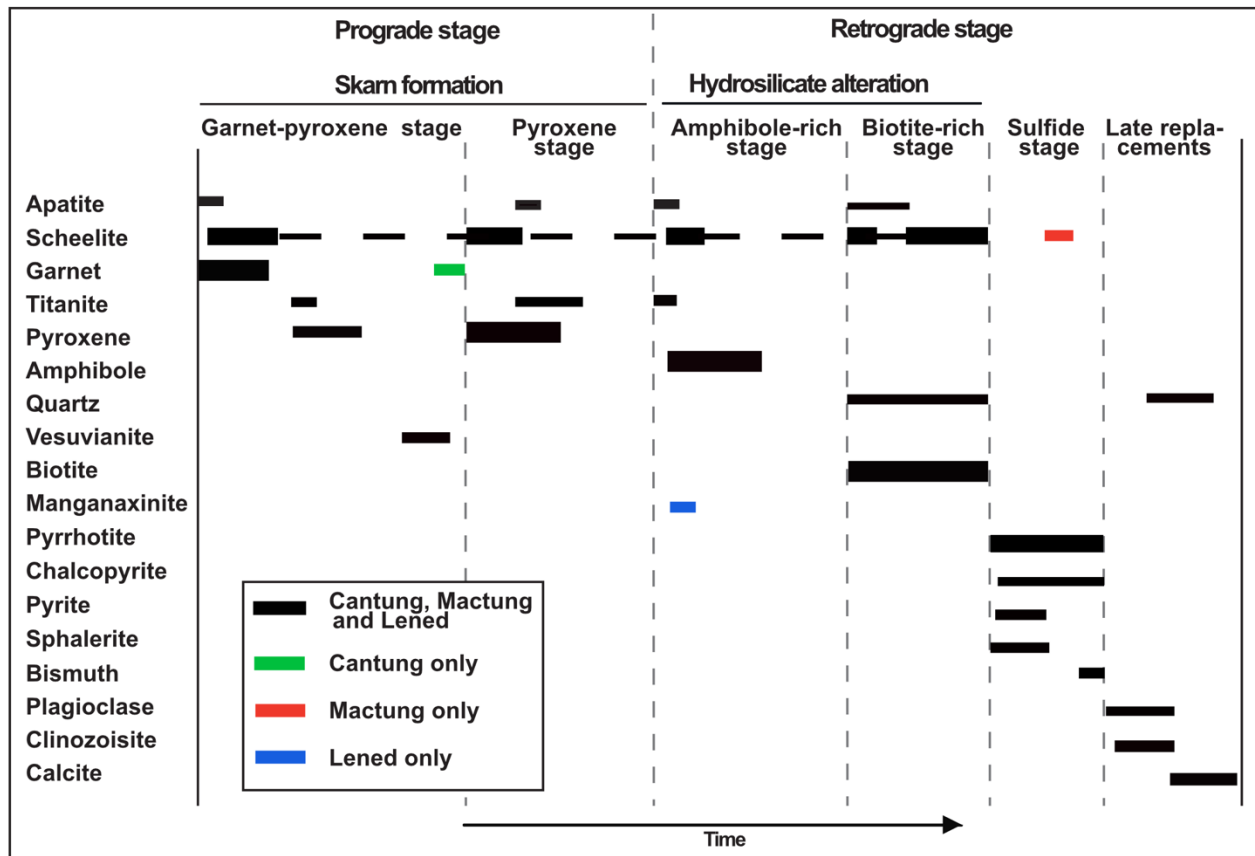 Prograde stage
Retrograde stage
Skarn formation
Hydrosilicate alteration
Garnet-pyroxene stage
Pyroxene
stage
Amphibole-rich
stage
Biotite-rich
stage
Sulfide
stage
Late repla-
cements
Apatite
Scheelite
Garnet
Titanite
Pyroxene
Amphibole
Quartz
Vesuvianite
Biotite
Manganaxinite
Pyrrhotite
Chalcopyrite
Pyrite
Sphalerite
Bismuth
Plagioclase
Clinozoisite
Calcite
Cantung, Mactung
and Lened
Cantung only
Mactung only
Lened only
Time